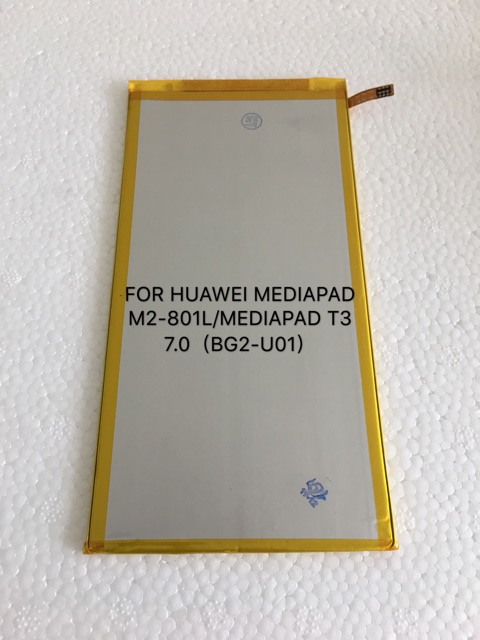 FOR HUAWEI MEDIAPAD
M2-801L/MEDIAPAD T3
7.0（BG2-U01）